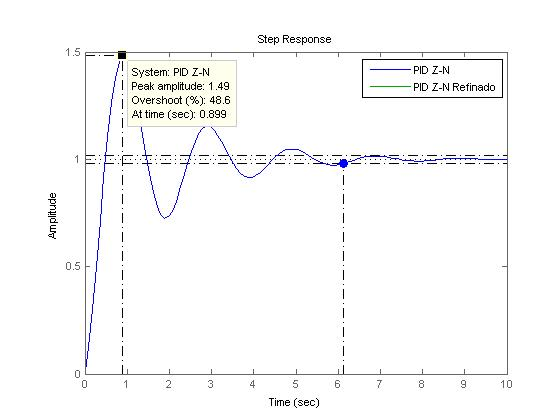 Step Response
1.5
System: PID Z-N
Peak amplitude: 1.49
Overshoot (%): 48.6
At time (sec): 0.899
PID Z-N
PID Z-N Refinado
1
Amplitude
0.5
0
0 1 2 3 4 5 6 7 8 9 10
Time (sec)